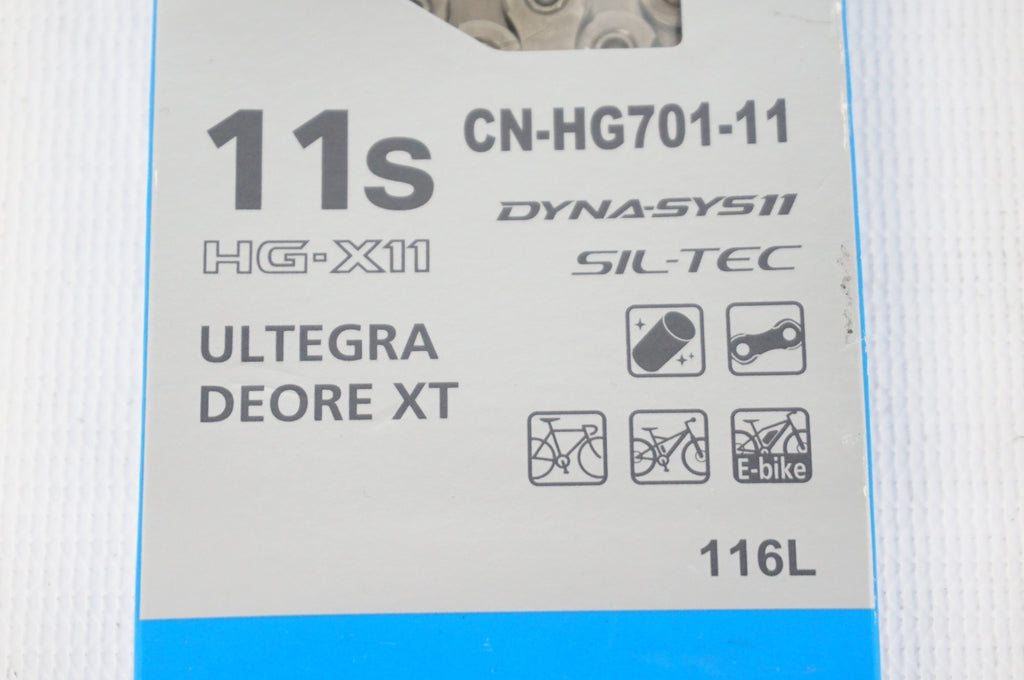 11s
HG-X11
ULTEGRA
DEORE XT
CN-HG701-11
DYNA-SYS11
SIL-TEC
E-bike
116L